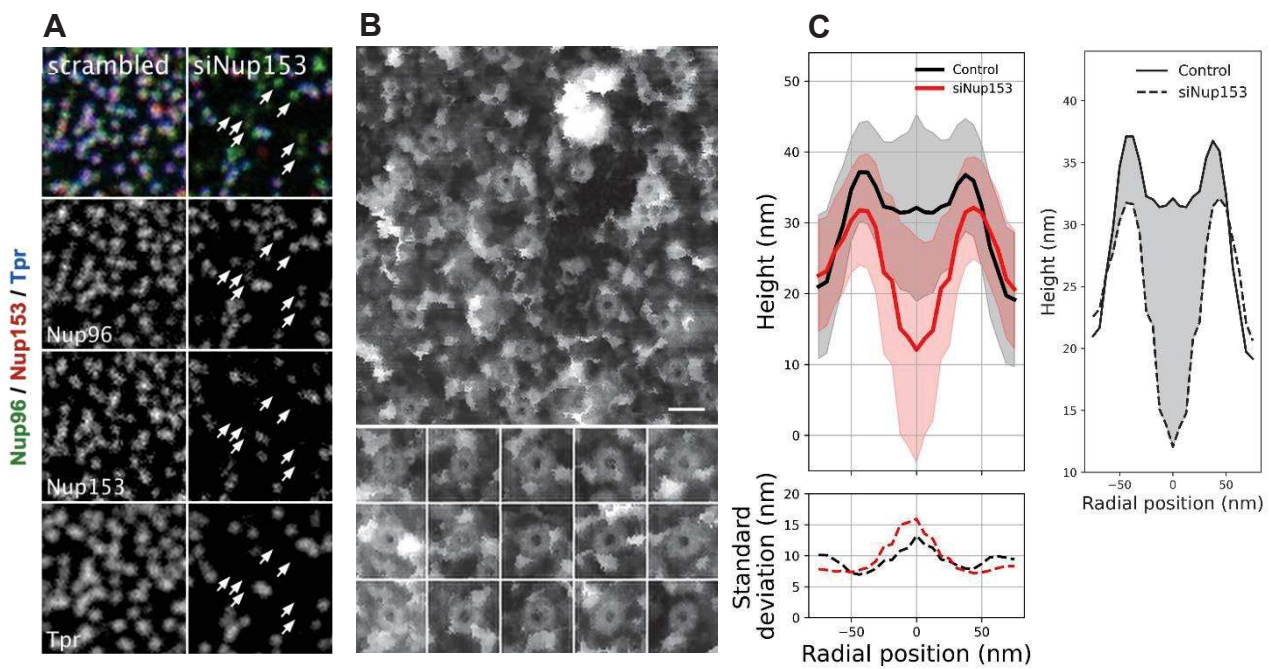 A
B
C
scrambled
siNup153
Nup96 / Nup153 / Tpr
Nup96
Nup153
Tpr
Control
siNup153
Height (nm)
50
40
30
20
10
0
Standard
deviation (nm)
20
15
10
5
0
−50
0
50
Radial position (nm)
Control
siNup153
Height (nm)
40
35
30
25
20
15
10
−50
0
50
Radial position (nm)